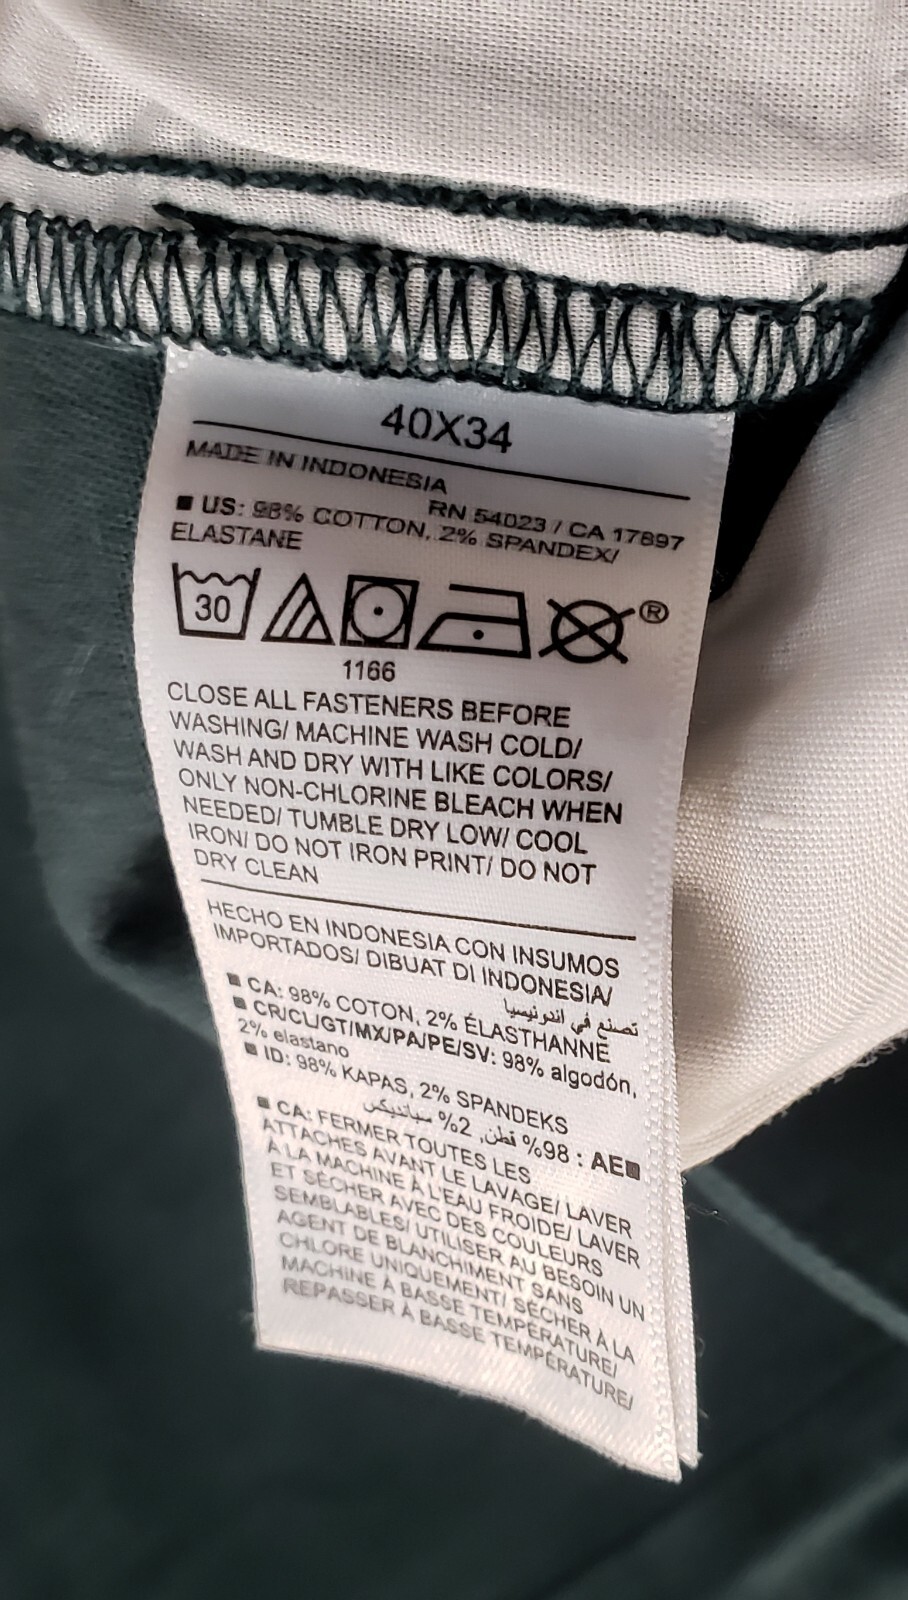 40X34
MADE IN INDONESIA
RN 54023 / CA 17897
■ US: 98% COTTON, 2% SPANDEX/
ELASTANE
30
®
1166
CLOSE ALL FASTENERS BEFORE
WASHING/ MACHINE WASH COLD/
WASH AND DRY WITH LIKE COLORS/
ONLY NON-CHLORINE BLEACH WHEN
NEEDED/ TUMBLE DRY LOW/ COOL
IRON/ DO NOT IRON PRINT/ DO NOT
DRY CLEAN
HECHO EN INDONESIA CON INSUMOS
IMPORTADOS/ DIBUAT DI INDONESIA/
تصنع في اندونيسيا
■ CA: 98% COTON, 2% ÉLASTHANNE
■ CR/CL/GT/MX/PA/PE/SV: 98% algodón,
2% elastano
■ ID: 98% KAPAS, 2% SPANDEKS
■AE : 98% قطن, 2% سباندیکس
■ CA: FERMER TOUTES LES
ATTACHES AVANT LE LAVAGE/ LAVER
À LA MACHINE À L'EAU FROIDE/ LAVER
ET SÉCHER AVEC DES COULEURS
SEMBLABLES/ UTILISER AU BESOIN UN
AGENT DE BLANCHIMENT SANS
CHLORE UNIQUEMENT/ SÉCHER À LA
MACHINE À BASSE TEMPÉRATURE/
REPASSER À BASSE TEMPÉRATURE/